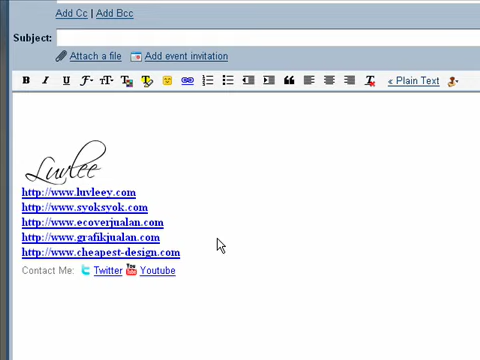 Add Cc | Add Bcc
Subject:
Attach a file Add event invitation
B I U F T T T « Plain Text
Luvlee
http://www.luvleey.com
http://www.syoksyok.com
http://www.ecoverjualan.com
http://www.grafikjualan.com
http://www.cheapest-design.com
Contact Me: Twitter You Tube Youtube